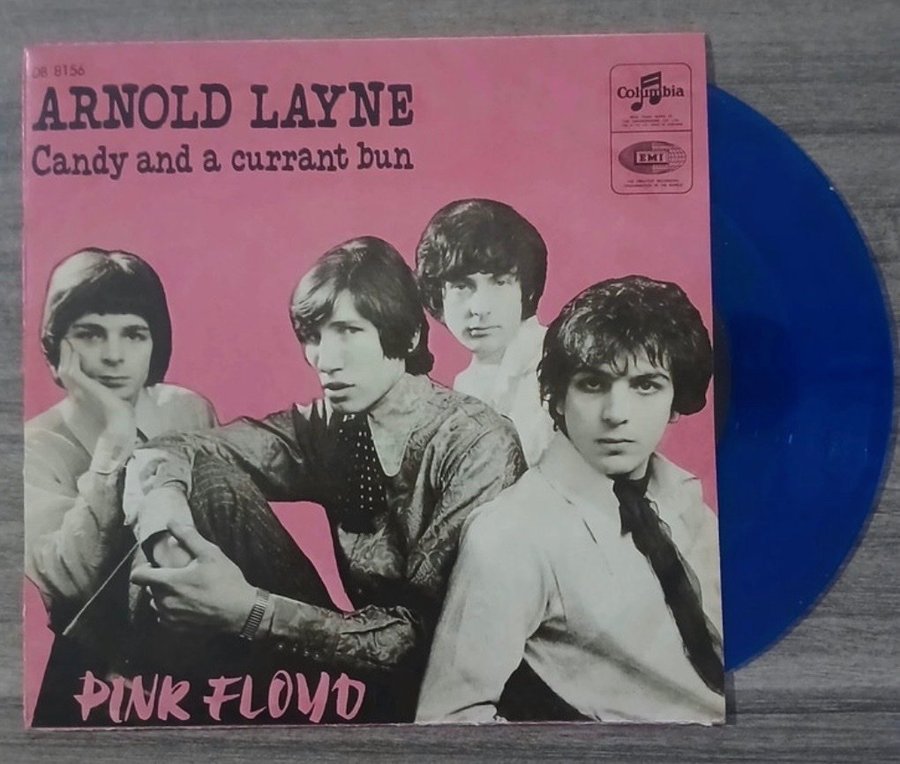 DB 8156
ARNOLD LAYNE
Candy and a currant bun
Columbia
EMI
PINK FLOYD